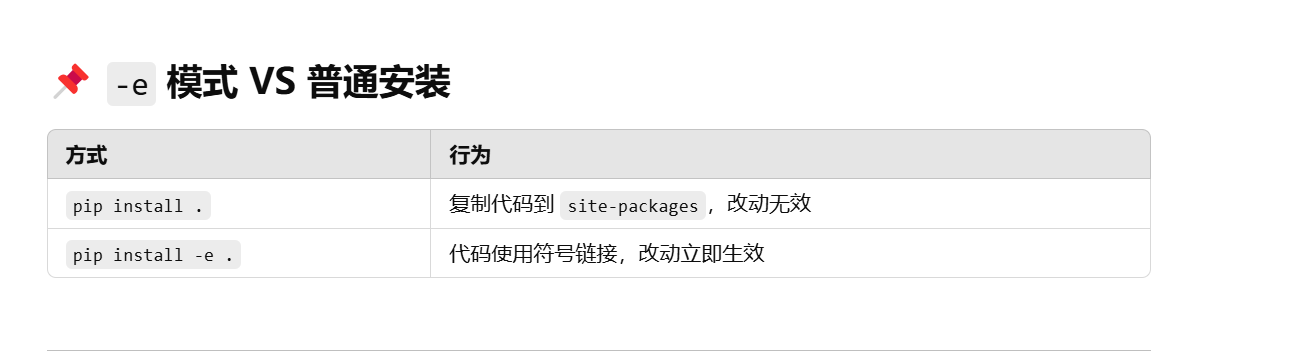 📌 -e 模式 VS 普通安装
方式 行为
pip install . 复制代码到 site-packages，改动无效
pip install -e . 代码使用符号链接，改动立即生效